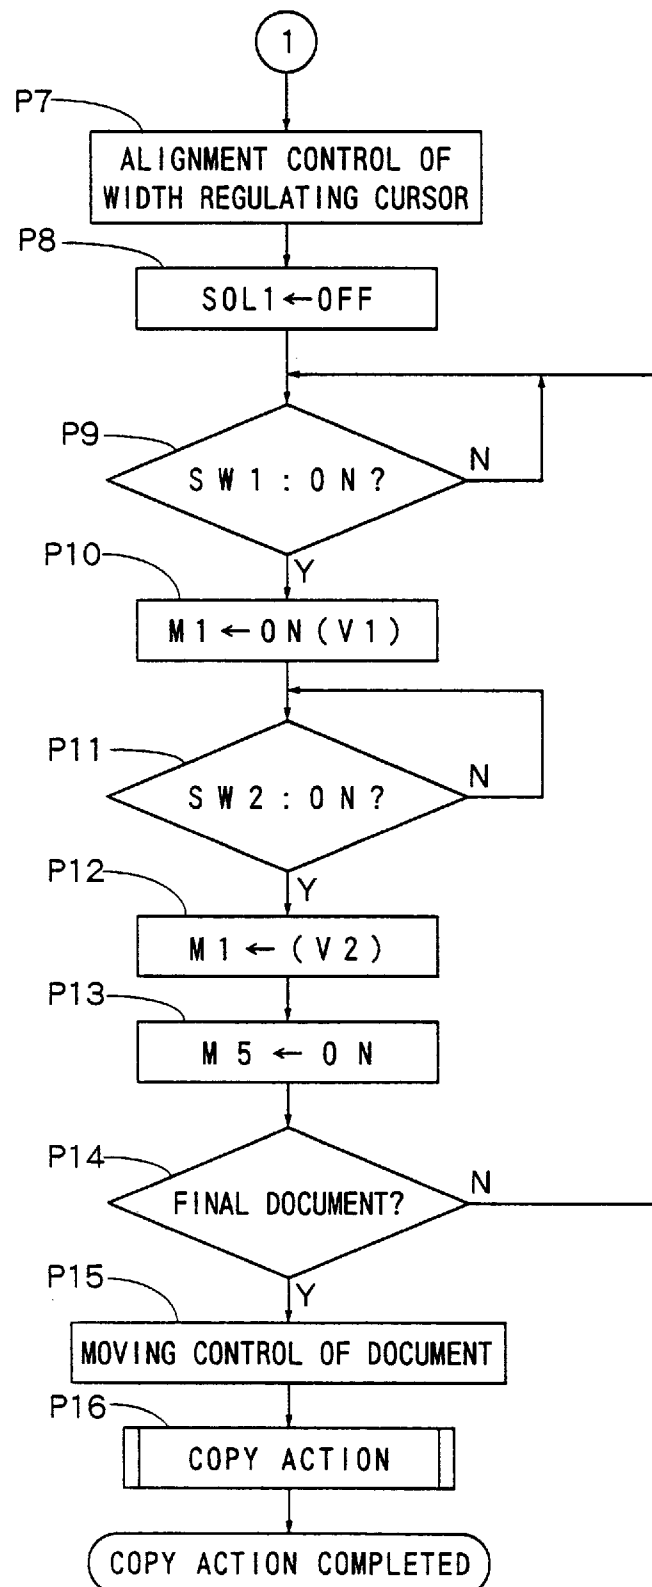 1
P7
ALIGNMENT CONTROL OF
WIDTH REGULATING CURSOR
P8
SOL1←OFF
P9
SW1:ON?
N
Y
P10
M1←ON(V1)
P11
SW2:ON?
N
Y
P12
M1←(V2)
P13
M5←ON
P14
FINAL DOCUMENT?
N
Y
P15
MOVING CONTROL OF DOCUMENT
P16
COPY ACTION
COPY ACTION COMPLETED